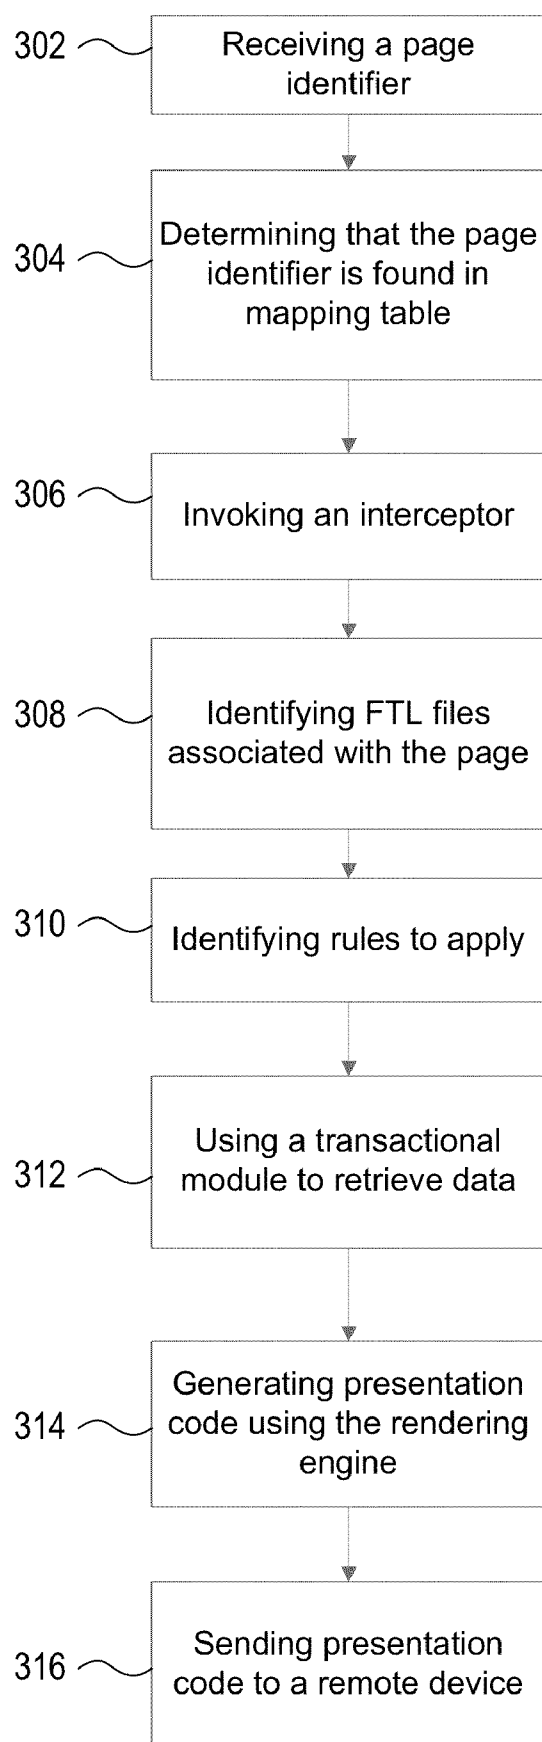 302
Receiving a page
identifier
304
Determining that the page
identifier is found in
mapping table
306
Invoking an interceptor
308
Identifying FTL files
associated with the page
310
Identifying rules to apply
312
Using a transactional
module to retrieve data
314
Generating presentation
code using the rendering
engine
316
Sending presentation
code to a remote device